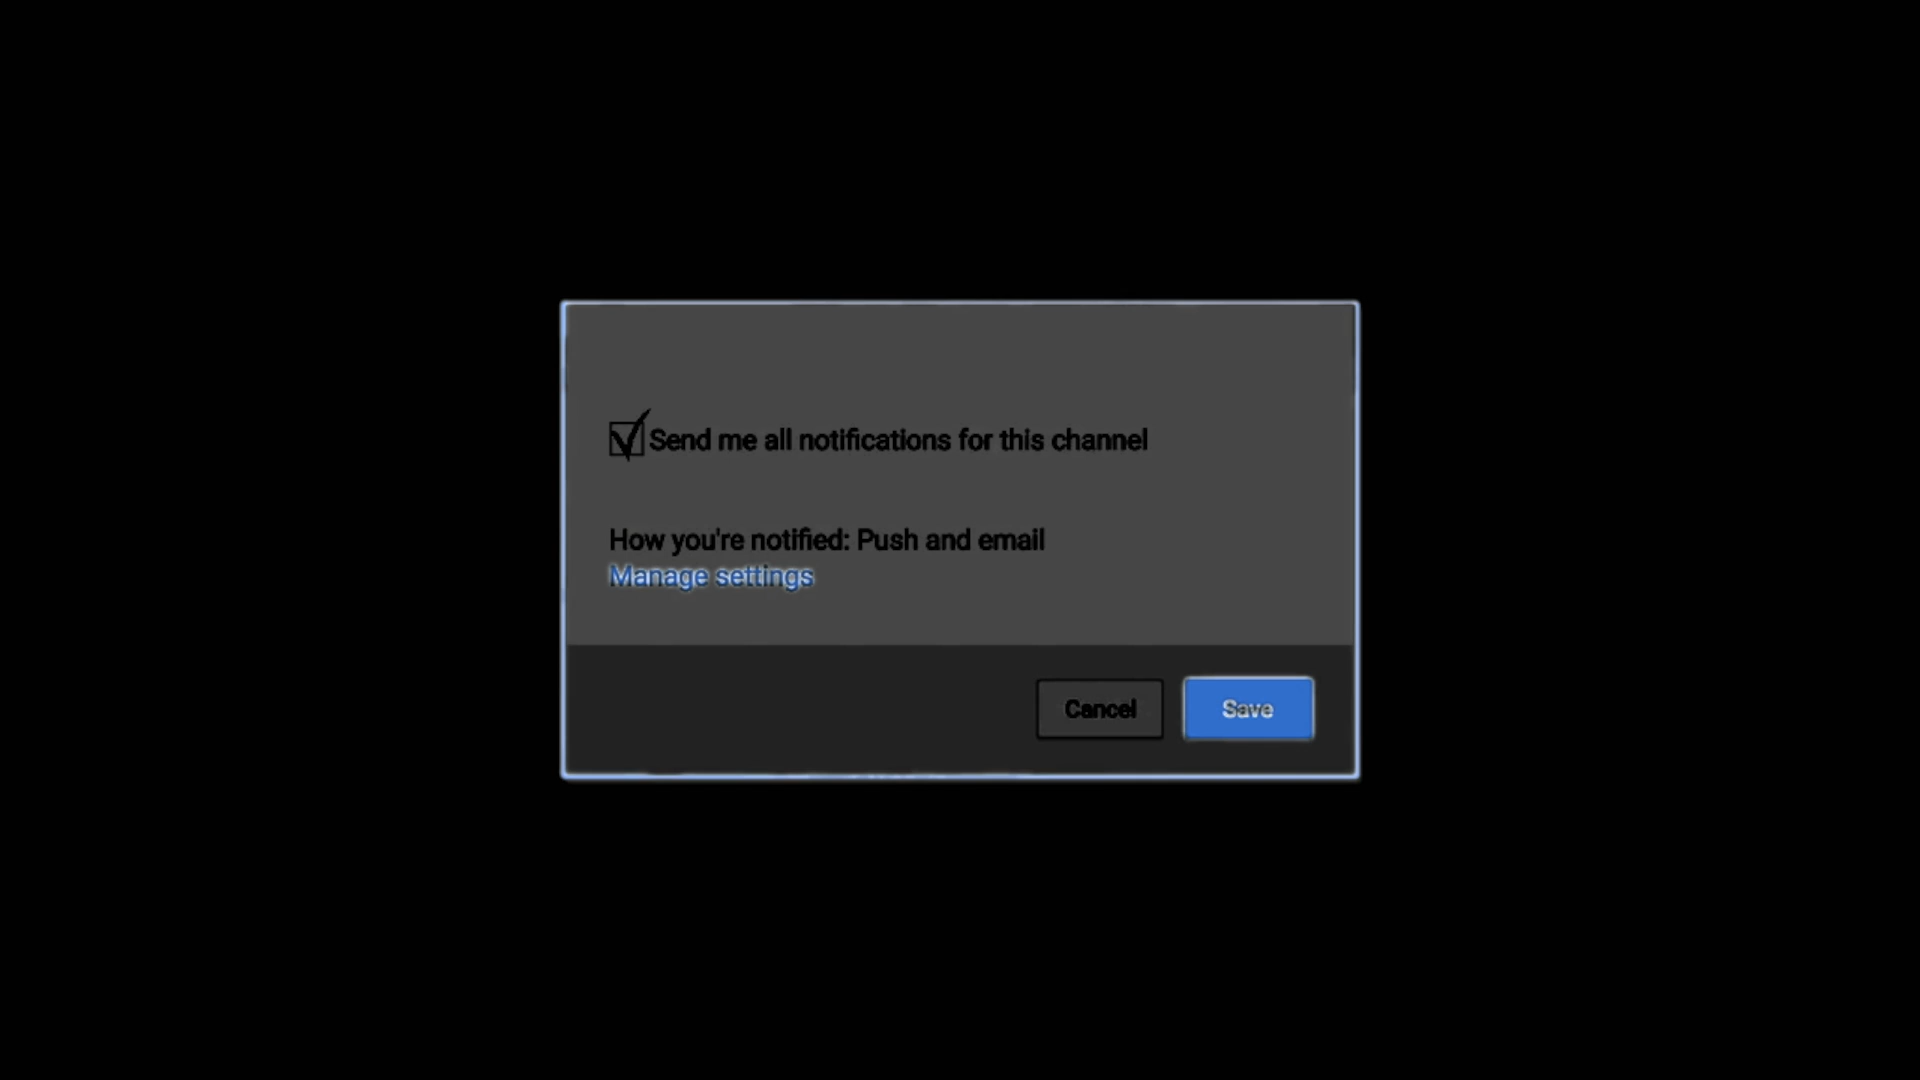 Send me all notifications for this channel
How you're notified: Push and email
Manage settings
Cancel
Save